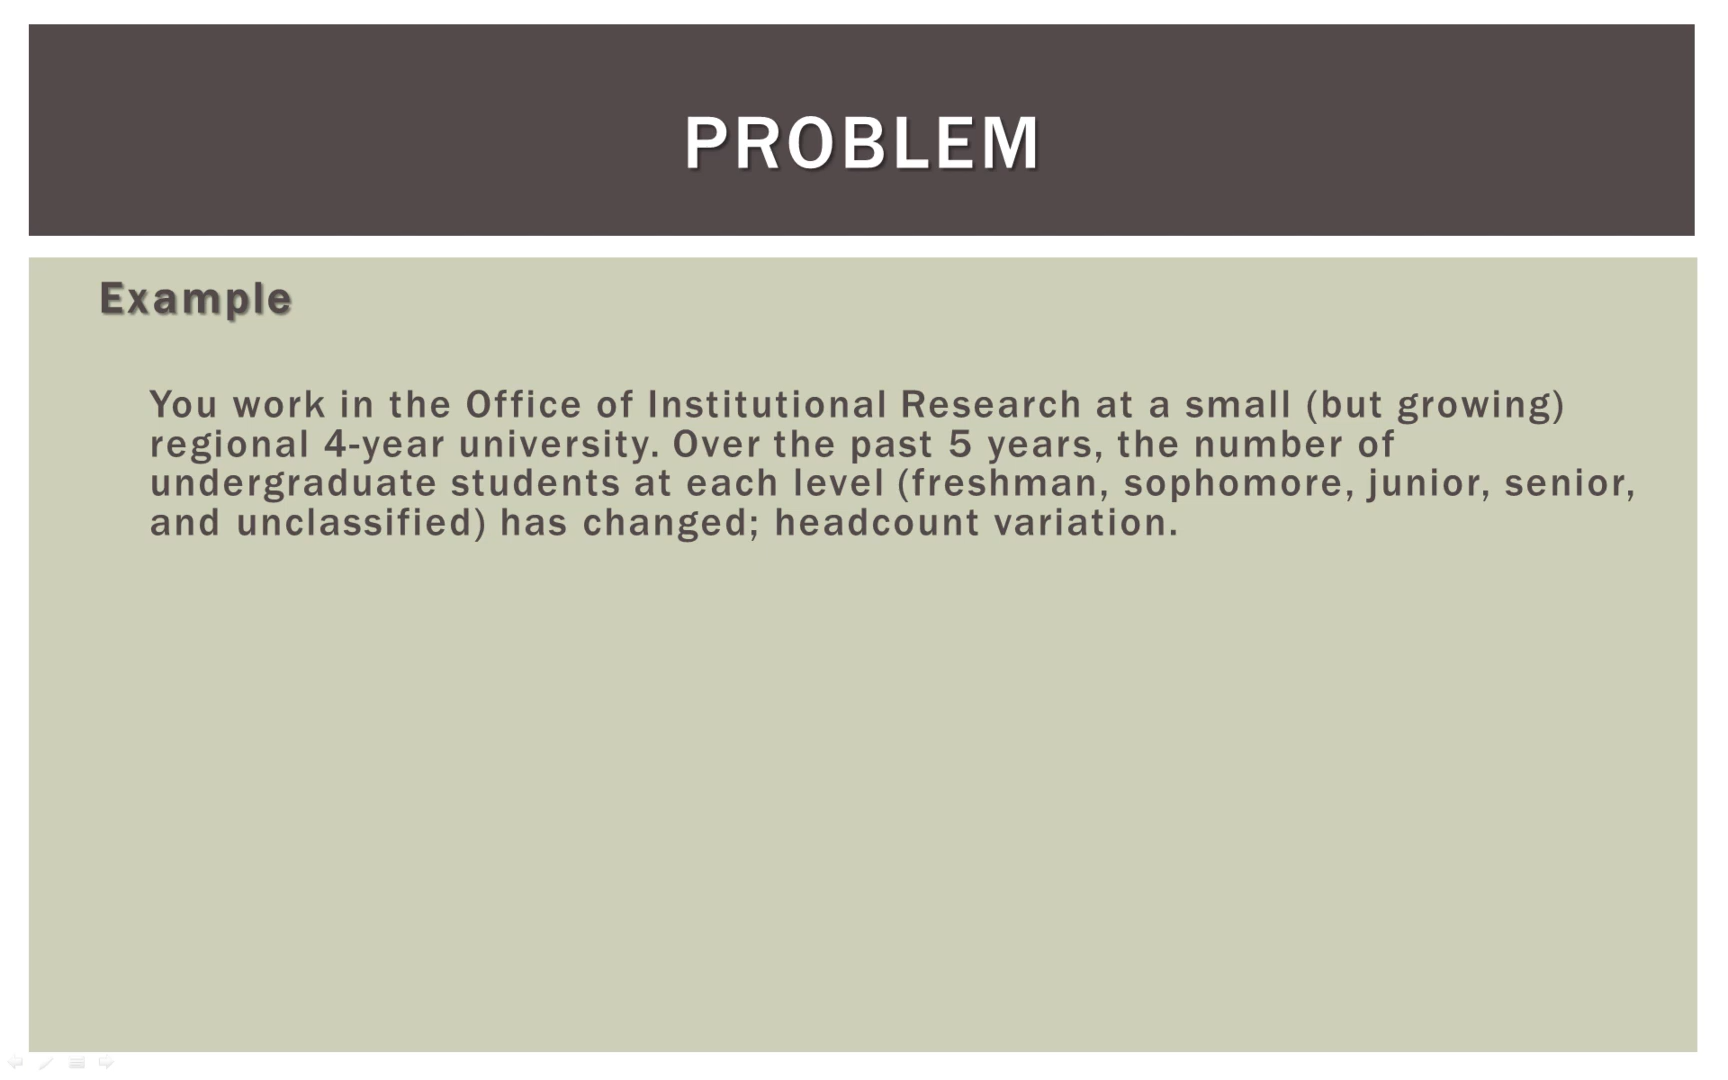 PROBLEM
Example
You work in the Office of Institutional Research at a small (but growing)
regional 4-year university. Over the past 5 years, the number of
undergraduate students at each level (freshman, sophomore, junior, senior,
and unclassified) has changed; headcount variation.